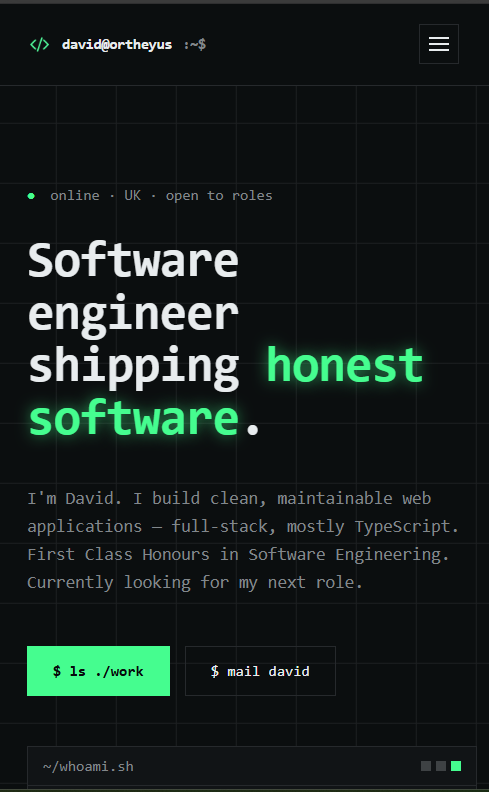 </> david@ortheyus :~$
online · UK · open to roles
Software
engineer
shipping honest
software.
I'm David. I build clean, maintainable web
applications — full-stack, mostly TypeScript.
First Class Honours in Software Engineering.
Currently looking for my next role.
$ ls ./work
$ mail david
~/whoami.sh